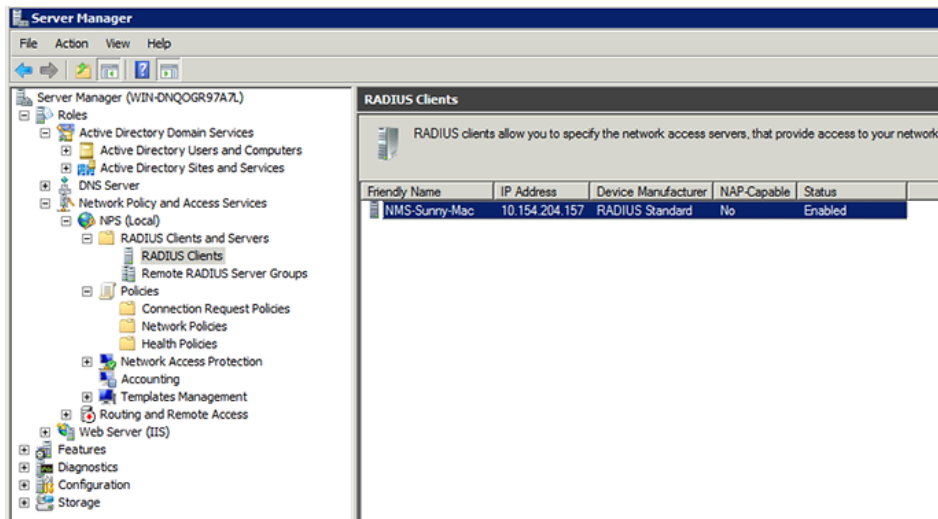 Server Manager
File Action View Help
Server Manager (WIN-DNQOGR97A7L)
Roles
Active Directory Domain Services
Active Directory Users and Computers
Active Directory Sites and Services
DNS Server
Network Policy and Access Services
NPS (Local)
RADIUS Clients and Servers
RADIUS Clients
Remote RADIUS Server Groups
Policies
Connection Request Policies
Network Policies
Health Policies
Network Access Protection
Accounting
Templates Management
Routing and Remote Access
Web Server (IIS)
Features
Diagnostics
Configuration
Storage
RADIUS Clients
RADIUS clients allow you to specify the network access servers, that provide access to your network
Friendly Name IP Address Device Manufacturer NAP-Capable Status
NMS-Sunny-Mac 10.154.204.157 RADIUS Standard No Enabled